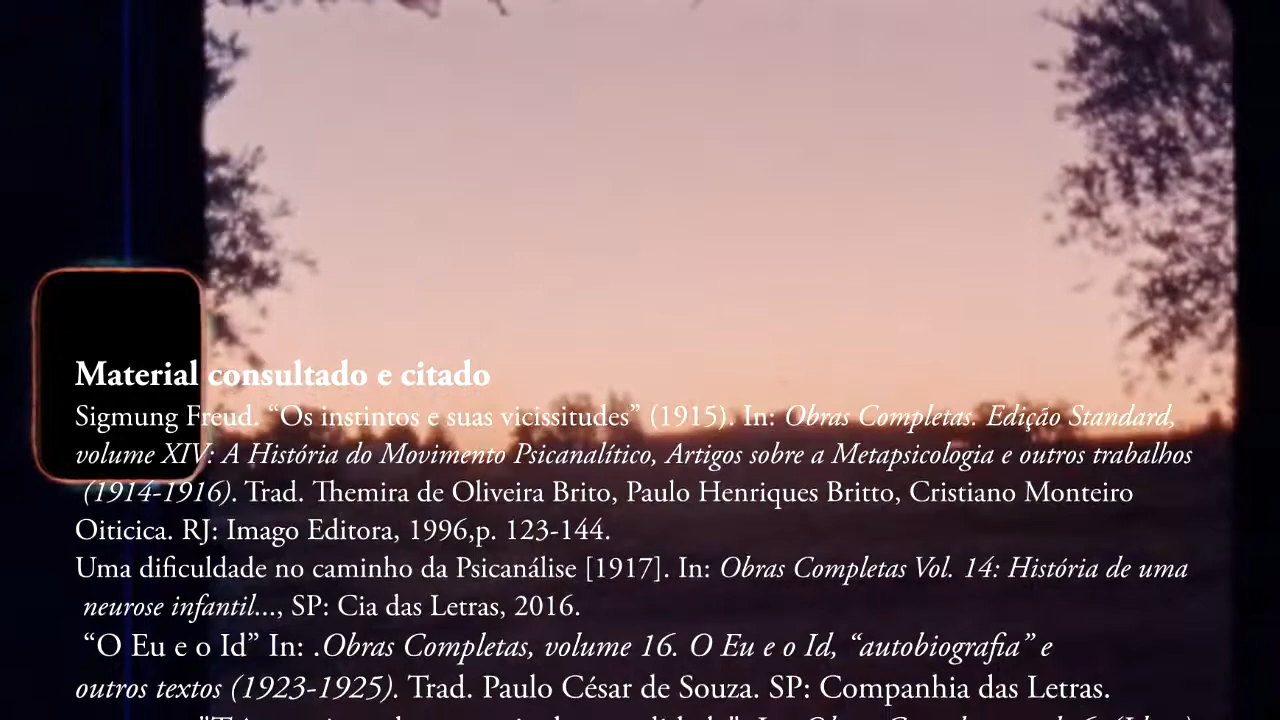 Material consultado e citado
Sigmung Freud. “Os instintos e suas vicissitudes” (1915). In: Obras Completas. Edição Standard,
volume XIV: A História do Movimento Psicanalítico, Artigos sobre a Metapsicologia e outros trabalhos
(1914-1916). Trad. Themira de Oliveira Brito, Paulo Henriques Britto, Cristiano Monteiro
Oiticica. RJ: Imago Editora, 1996,p. 123-144.
Uma dificuldade no caminho da Psicanálise [1917]. In: Obras Completas Vol. 14: História de uma
neurose infantil..., SP: Cia das Letras, 2016.
“O Eu e o Id” In: .Obras Completas, volume 16. O Eu e o Id, “autobiografia” e
outros textos (1923-1925). Trad. Paulo César de Souza. SP: Companhia das Letras.